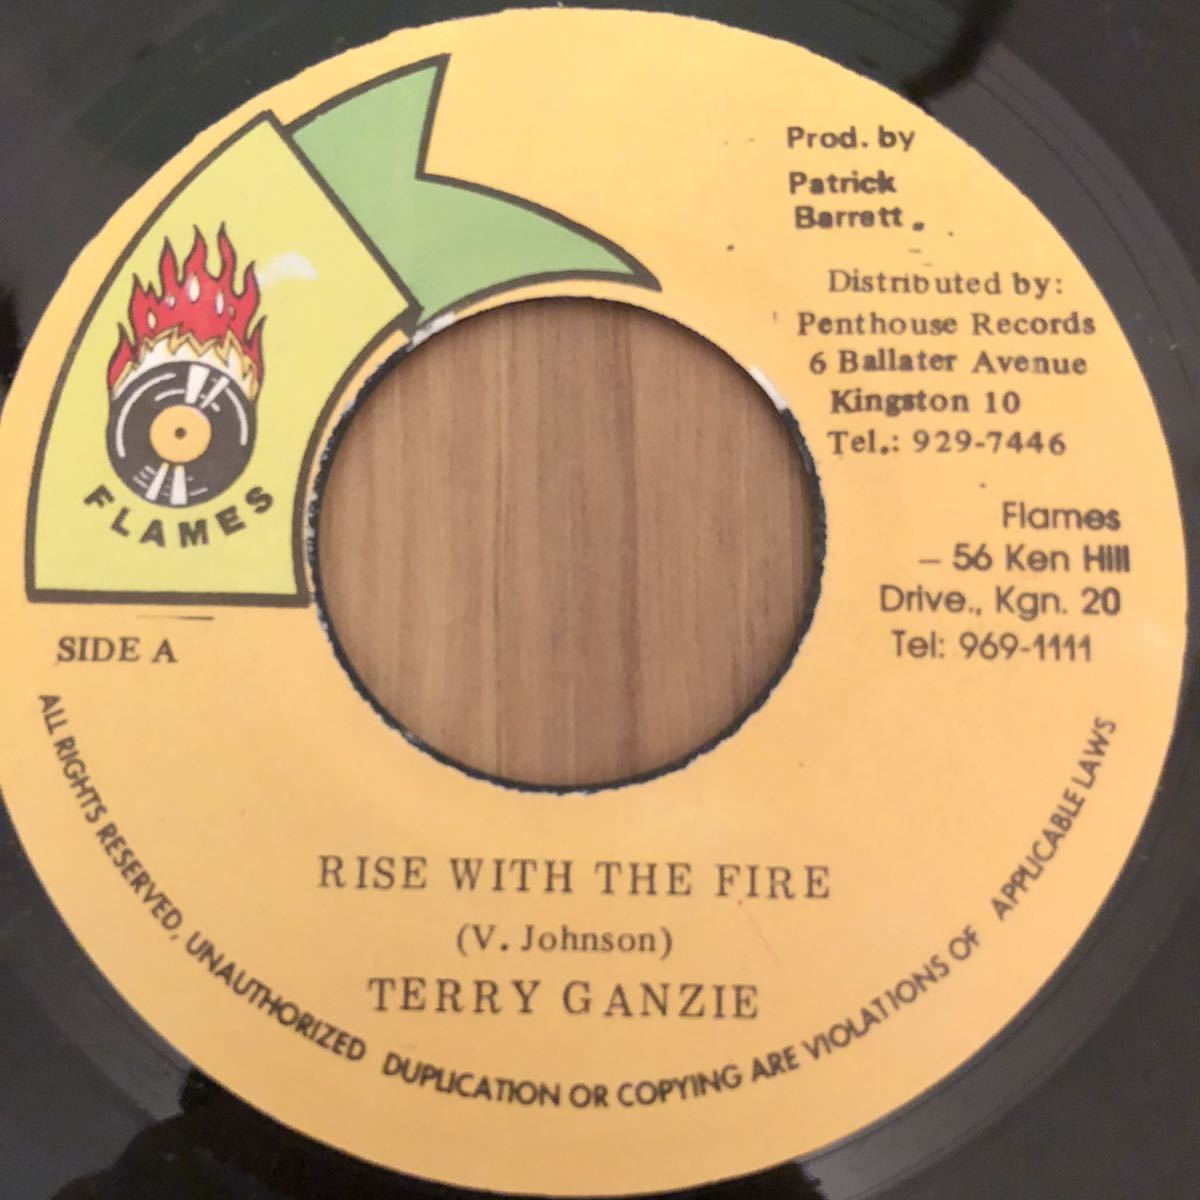 Prod. by
Patrick
Barrett.
Distributed by:
Penthouse Records
6 Ballater Avenue
Kingston 10
Tel.: 929-7446
Flames
– 56 Ken Hill
Drive., Kgn. 20
Tel: 969-1111
FLAMES
SIDE A
RISE WITH THE FIRE
(V. Johnson)
TERRY GANZIE
ALL RIGHTS RESERVED, UNAUTHORIZED DUPLICATION OR COPYING ARE VIOLATIONS OF APPLICABLE LAWS